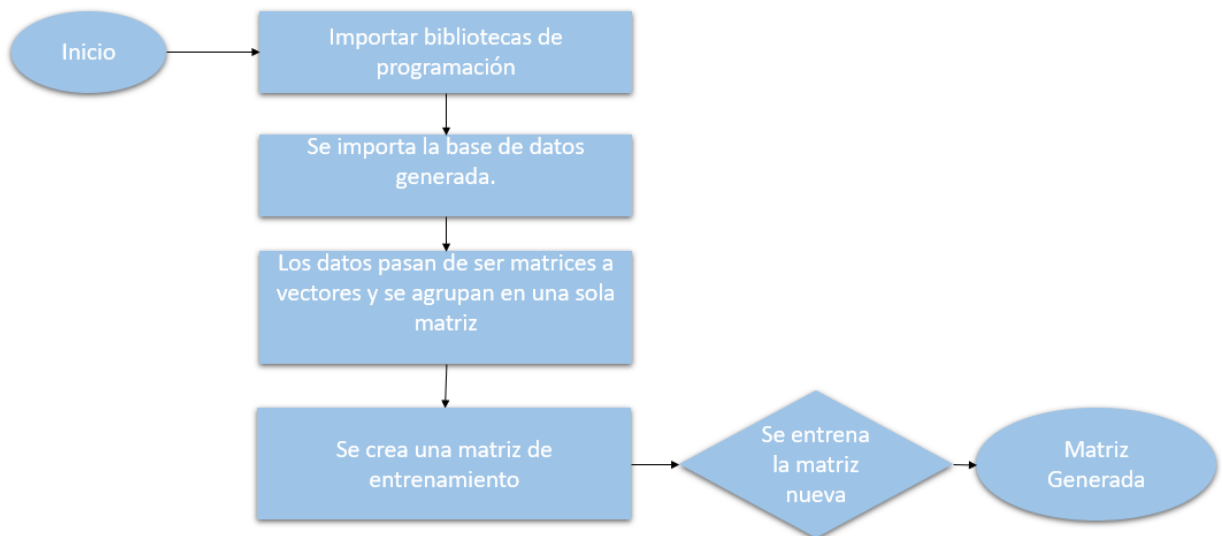 Inicio
Importar bibliotecas de
programación
Se importa la base de datos
generada.
Los datos pasan de ser matrices a
vectores y se agrupan en una sola
matriz
Se crea una matriz de
entrenamiento
Se entrena
la matriz
nueva
Matriz
Generada